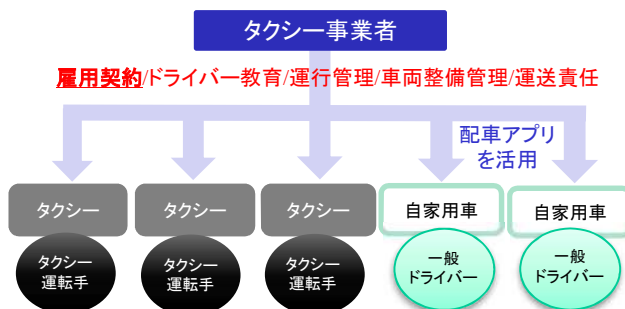 タクシー事業者
雇用契約/ドライバー教育/運行管理/車両整備管理/運送責任
配車アプリ
を活用
タクシー
タクシー
タクシー
自家用車
自家用車
タクシー
運転手
タクシー
運転手
タクシー
運転手
一般
ドライバー
一般
ドライバー